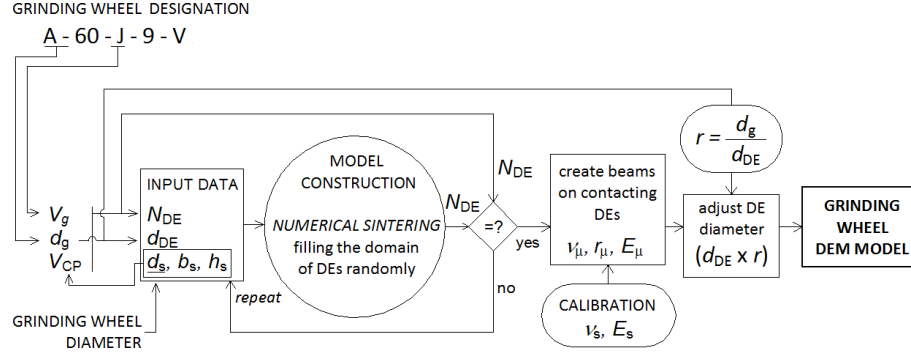 GRINDING WHEEL DESIGNATION
A - 60 - J - 9 - V
r = dg / dDE
MODEL
CONSTRUCTION
NUMERICAL SINTERING
filling the domain
of DEs randomly
INPUT DATA
Vg
dg
VCP
NDE
dDE
ds, bs, hs
NDE
NDE
=?
yes
no
repeat
create beams
on contacting
DEs
νμ, rμ, Eμ
CALIBRATION
νs, Es
adjust DE
diameter
(dDE x r)
GRINDING
WHEEL
DEM MODEL
GRINDING WHEEL
DIAMETER